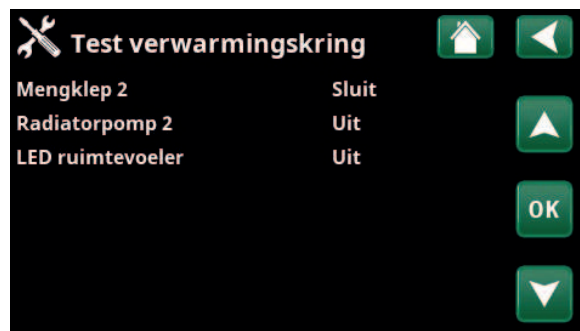 Test verwarmingskring
Mengklep 2 Sluit
Radiatorpomp 2 Uit
LED ruimtevoeler Uit
OK